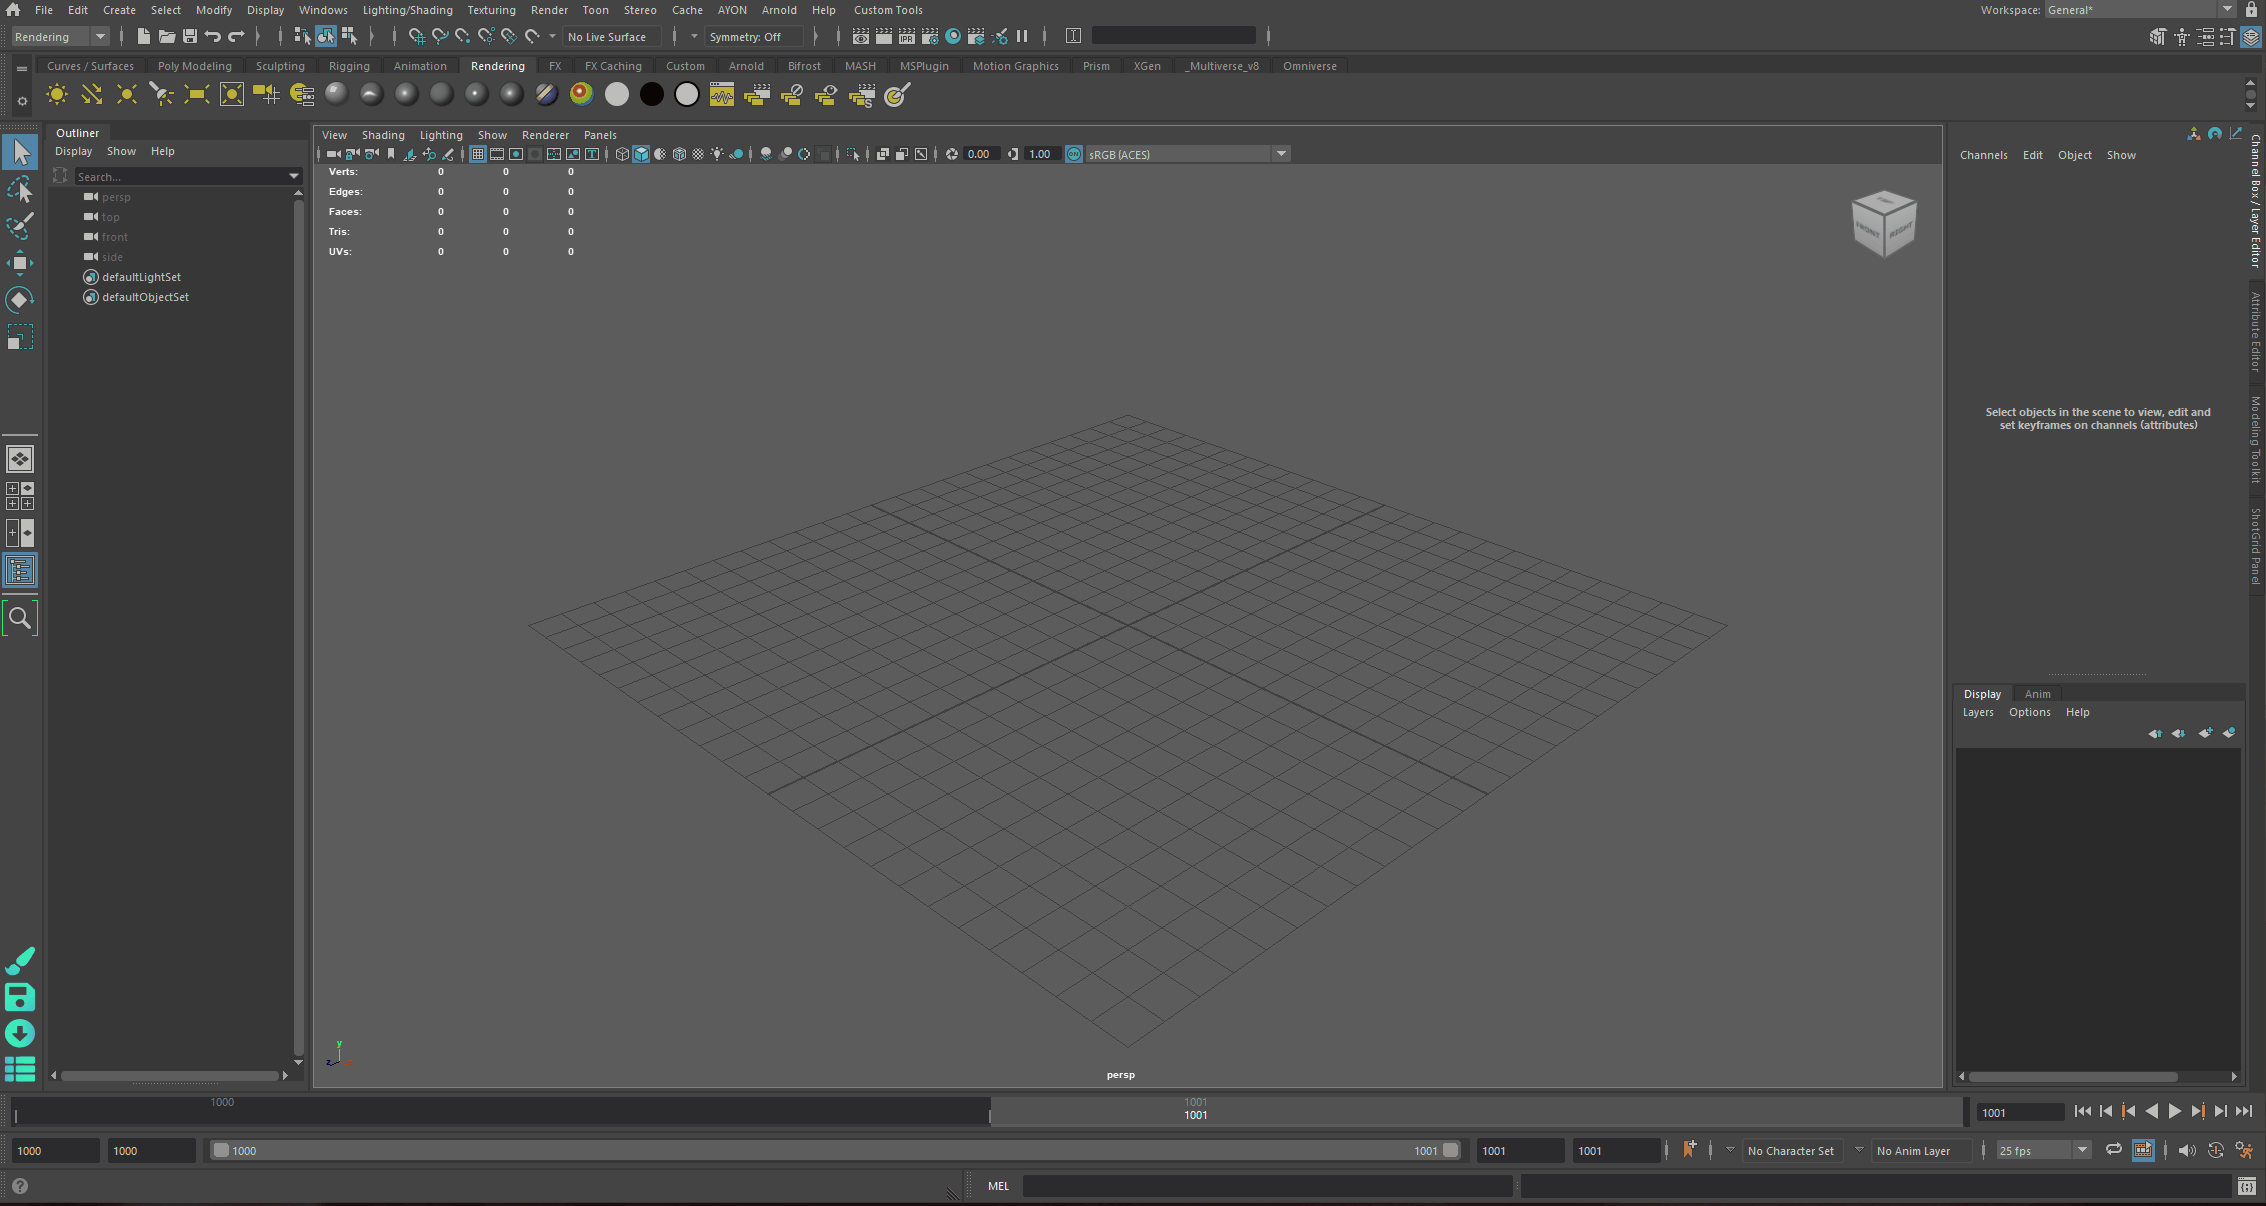 File Edit Create Select Modify Display Windows Lighting/Shading Texturing Render Toon Stereo Cache AYON Arnold Help Custom Tools Workspace: General*
Rendering No Live Surface Symmetry: Off
Curves / Surfaces Poly Modeling Sculpting Rigging Animation Rendering FX FX Caching Custom Arnold Bifrost MASH MSPlugin Motion Graphics Prism XGen _Multiverse_v8 Omniverse
Outliner
Display Show Help
Search...
persp
top
front
side
defaultLightSet
defaultObjectSet
View Shading Lighting Show Renderer Panels
0.00 1.00 sRGB (ACES)
Verts: 0 0 0
Edges: 0 0 0
Faces: 0 0 0
Tris: 0 0 0
UVs: 0 0 0
FRONT RIGHT
y
z
persp
Channels Edit Object Show
Select objects in the scene to view, edit and
set keyframes on channels (attributes)
Channel Box / Layer Editor
Attribute Editor
Modeling Toolkit
ShotGrid Panel
Display Anim
Layers Options Help
1000 1001
1001 1001
1000 1000 1000 1001 1001 1001 No Character Set No Anim Layer 25 fps
MEL